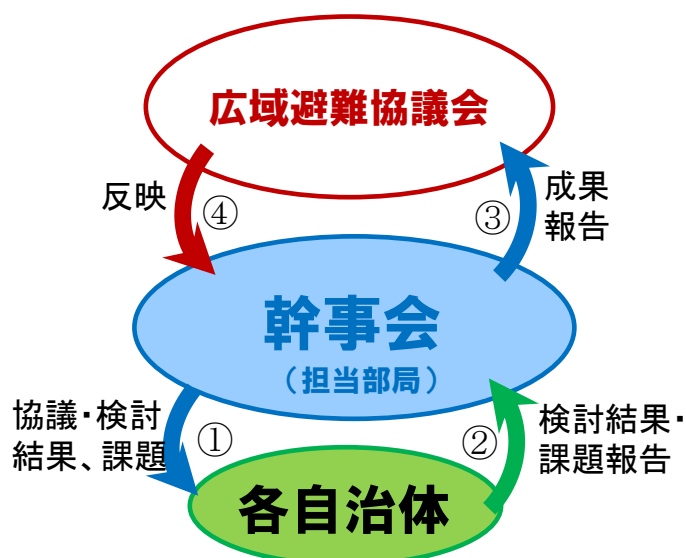 広域避難協議会
反映
④
③
成果
報告
幹事会
（担当部局）
協議・検討
結果、課題
①
②
検討結果・
課題報告
各自治体